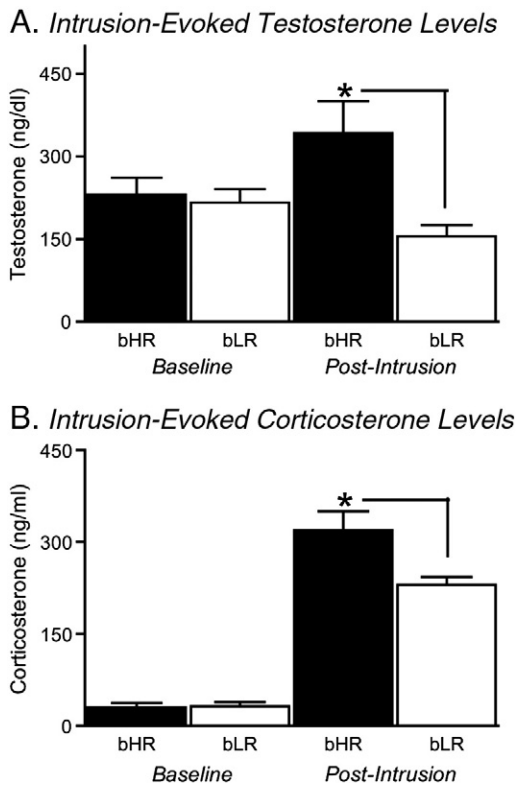 A. Intrusion-Evoked Testosterone Levels
Testosterone (ng/dl)
450
300
150
0
bHR bLR bHR bLR
Baseline Post-Intrusion
*
B. Intrusion-Evoked Corticosterone Levels
Corticosterone (ng/ml)
450
300
150
0
bHR bLR bHR bLR
Baseline Post-Intrusion
*